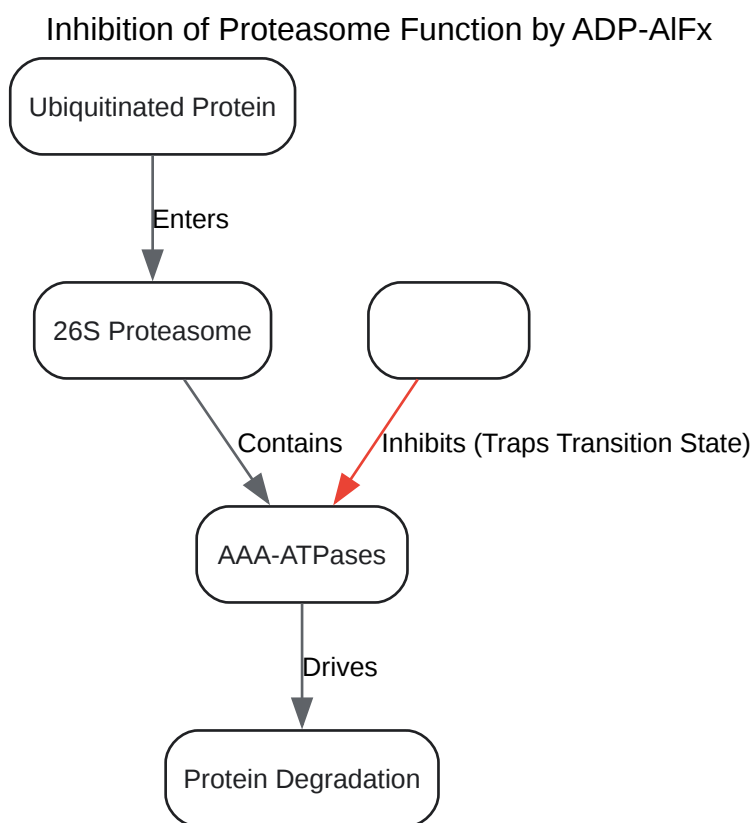 Inhibition of Proteasome Function by ADP-AlFx
Ubiquitinated Protein
Enters
26S Proteasome
Contains
Inhibits (Traps Transition State)
AAA-ATPases
Drives
Protein Degradation